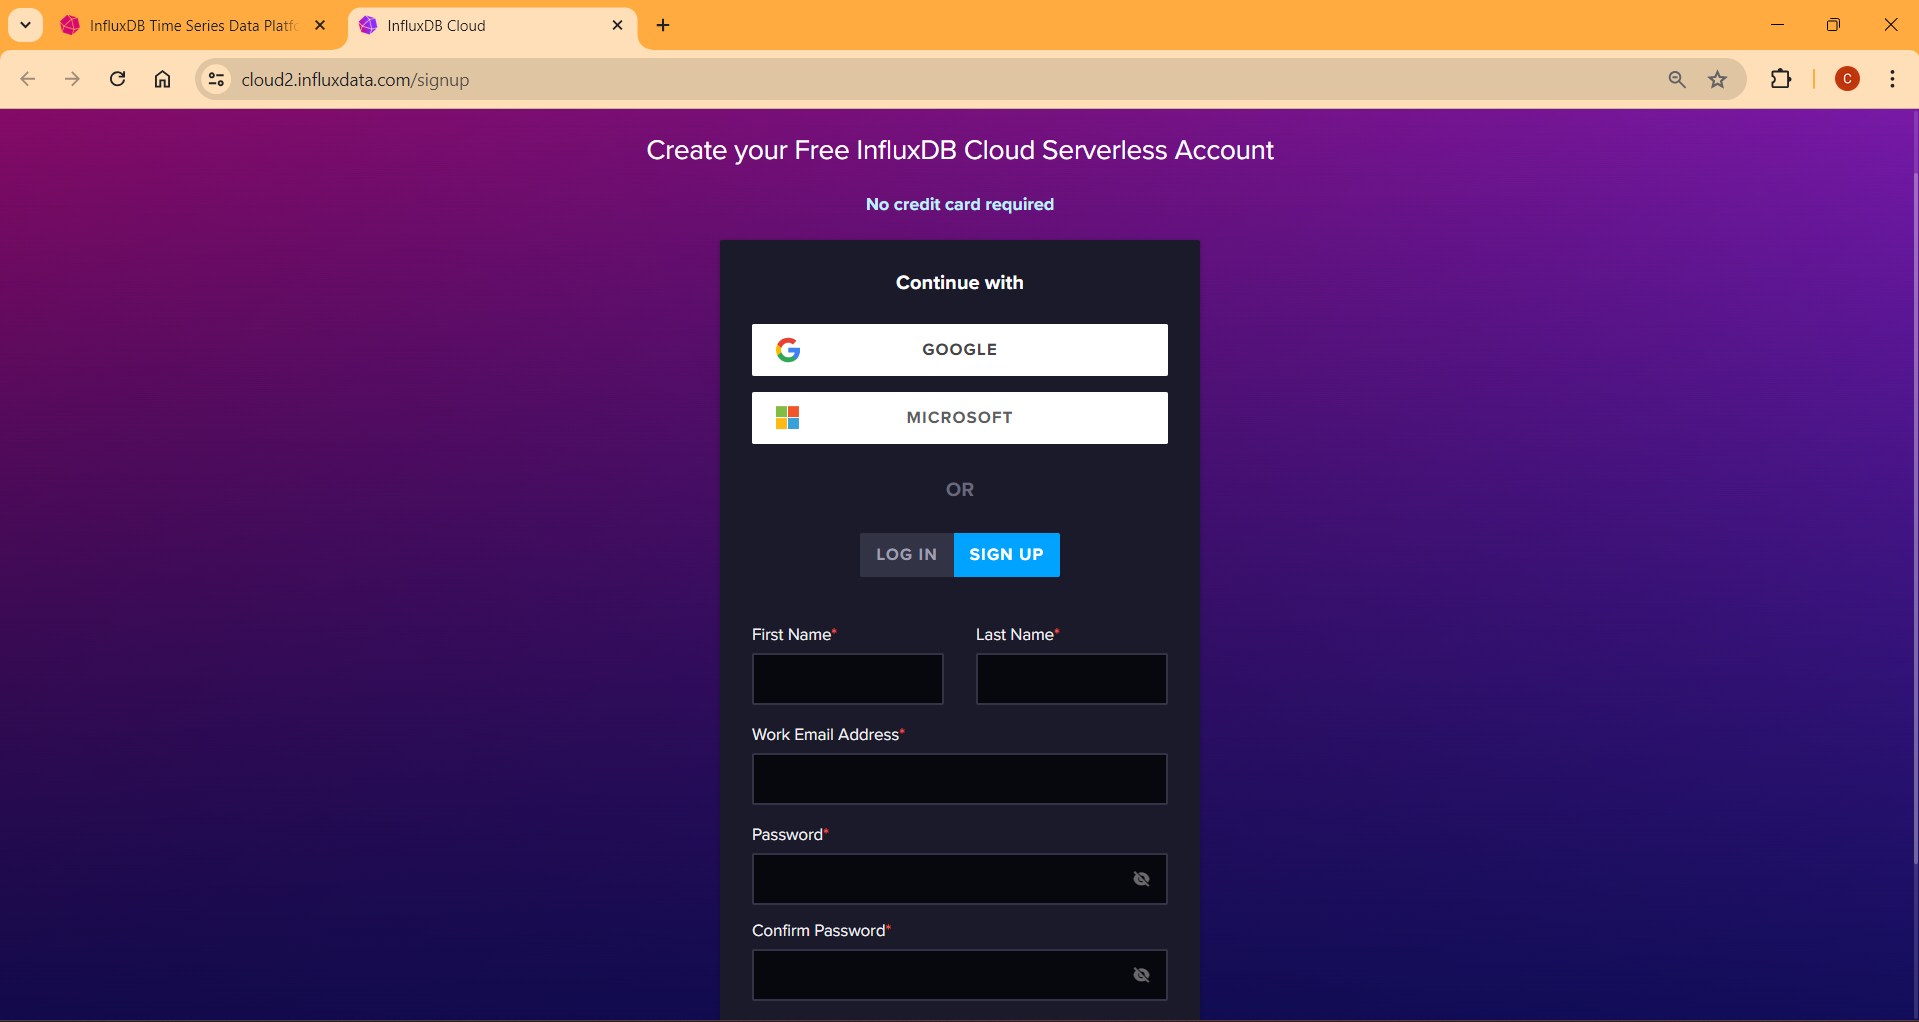 InfluxDB Time Series Data Platfo
InfluxDB Cloud
cloud2.influxdata.com/signup
C
Create your Free InfluxDB Cloud Serverless Account
No credit card required
Continue with
GOOGLE
MICROSOFT
OR
LOG IN
SIGN UP
First Name*
Last Name*
Work Email Address*
Password*
Confirm Password*